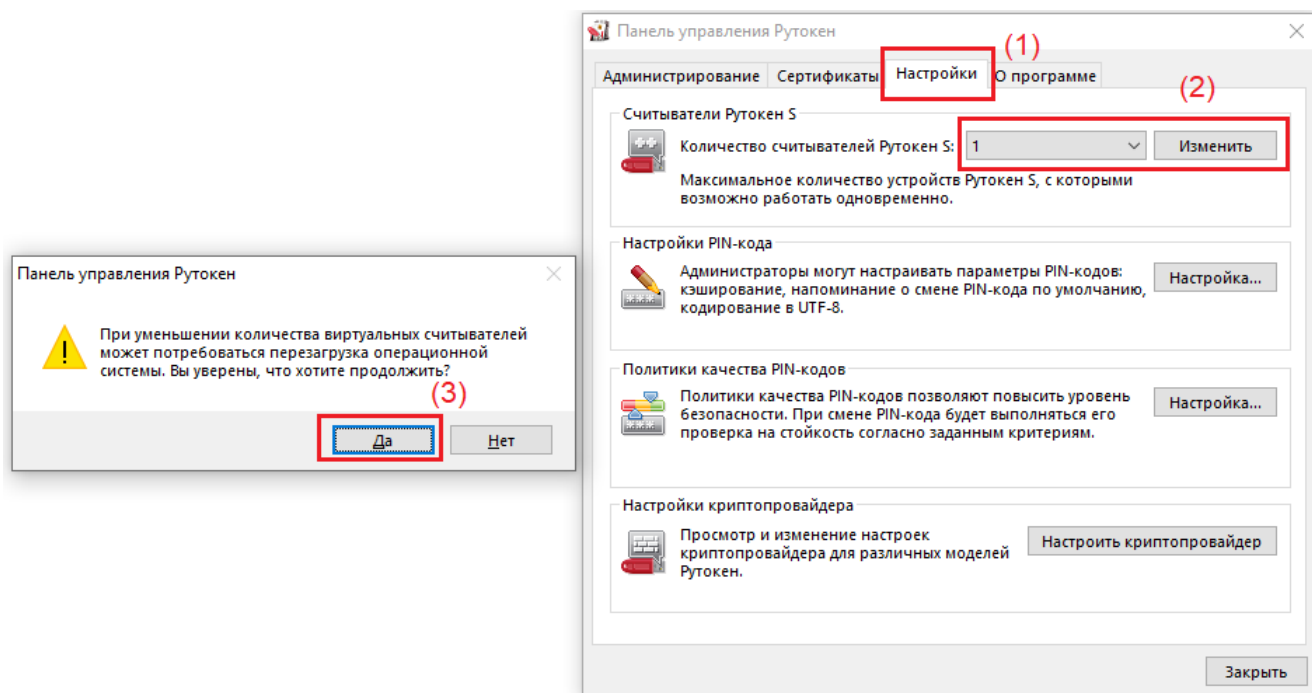 Панель управления Рутокен
(1)
Администрирование Сертификаты Настройки О программе
(2)
Считыватели Рутокен S
Количество считывателей Рутокен S: 1 Изменить
Максимальное количество устройств Рутокен S, с которыми
возможно работать одновременно.
Настройки PIN-кода
Администраторы могут настраивать параметры PIN-кодов:
кэширование, напоминание о смене PIN-кода по умолчанию,
кодирование в UTF-8.
Настройка...
Политики качества PIN-кодов
Политики качества PIN-кодов позволяют повысить уровень
безопасности. При смене PIN-кода будет выполняться его
проверка на стойкость согласно заданным критериям.
Настройка...
Настройки криптопровайдера
Просмотр и изменение настроек
криптопровайдера для различных моделей
Рутокен.
Настроить криптопровайдер
Закрыть
Панель управления Рутокен
При уменьшении количества виртуальных считывателей
может потребоваться перезагрузка операционной
системы. Вы уверены, что хотите продолжить?
(3)
Да Нет